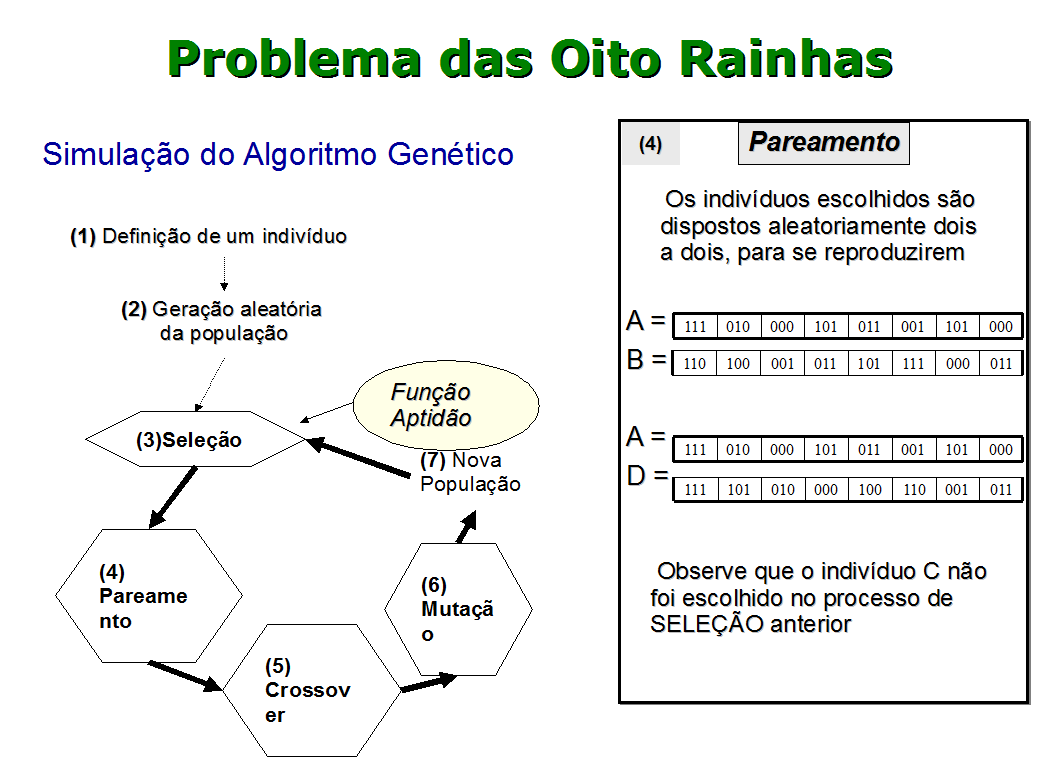 Problema das Oito Rainhas
Simulação do Algoritmo Genético
(1) Definição de um indivíduo
(2) Geração aleatória
da população
Função
Aptidão
(3)Seleção
(7) Nova
População
(4)
Pareame
nto
(5)
Crossov
er
(6)
Mutaçã
o
(4)
Pareamento
Os indivíduos escolhidos são
dispostos aleatoriamente dois
a dois, para se reproduzirem
A = 111 010 000 101 011 001 101 000
B = 110 100 001 011 101 111 000 011
A = 111 010 000 101 011 001 101 000
D = 111 101 010 000 100 110 001 011
Observe que o indivíduo C não
foi escolhido no processo de
SELEÇÃO anterior